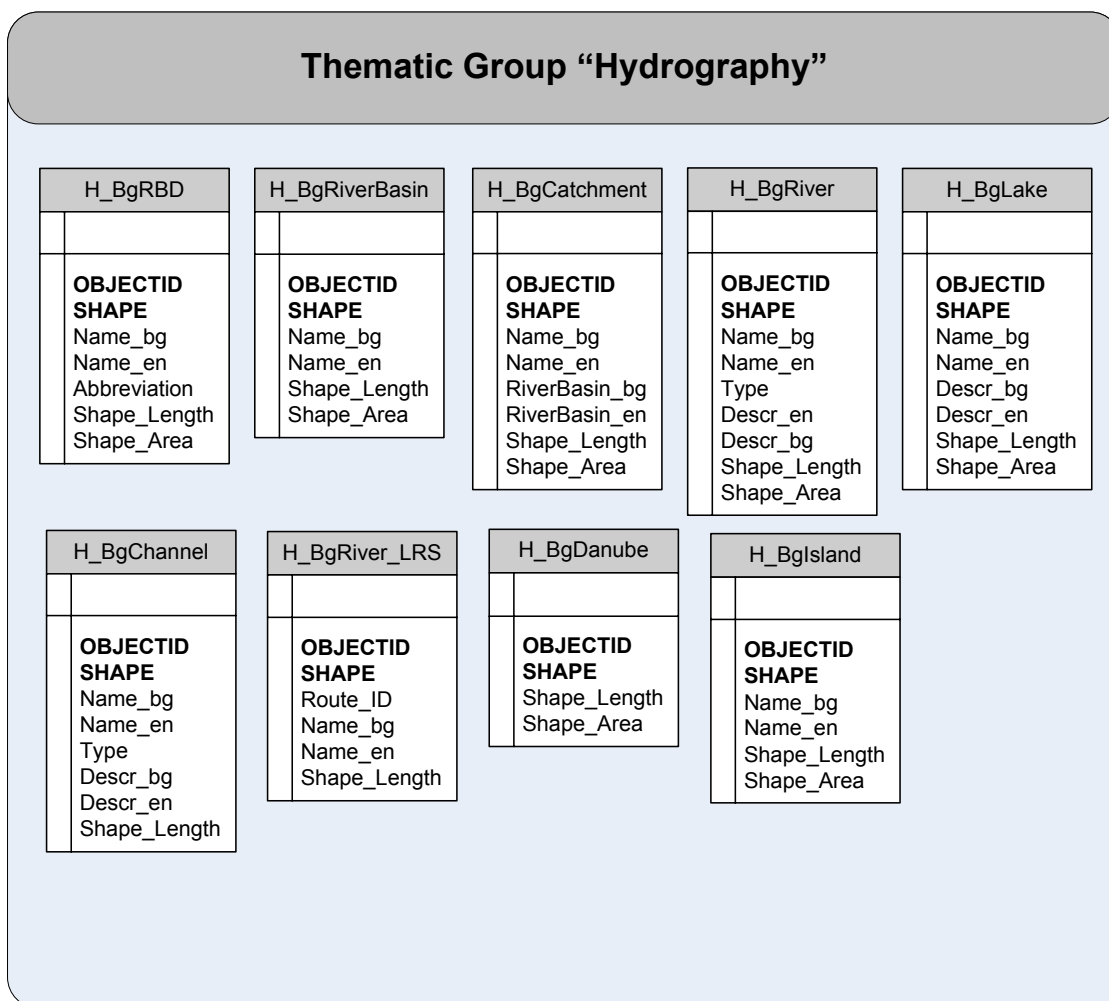 Thematic Group “Hydrography”
H_BgRBD
OBJECTID
SHAPE
Name_bg
Name_en
Abbreviation
Shape_Length
Shape_Area
H_BgRiverBasin
OBJECTID
SHAPE
Name_bg
Name_en
Shape_Length
Shape_Area
H_BgCatchment
OBJECTID
SHAPE
Name_bg
Name_en
RiverBasin_bg
RiverBasin_en
Shape_Length
Shape_Area
H_BgRiver
OBJECTID
SHAPE
Name_bg
Name_en
Type
Descr_en
Descr_bg
Shape_Length
Shape_Area
H_BgLake
OBJECTID
SHAPE
Name_bg
Name_en
Descr_bg
Descr_en
Shape_Length
Shape_Area
H_BgChannel
OBJECTID
SHAPE
Name_bg
Name_en
Type
Descr_bg
Descr_en
Shape_Length
H_BgRiver_LRS
OBJECTID
SHAPE
Route_ID
Name_bg
Name_en
Shape_Length
H_BgDanube
OBJECTID
SHAPE
Shape_Length
Shape_Area
H_BgIsland
OBJECTID
SHAPE
Name_bg
Name_en
Shape_Length
Shape_Area